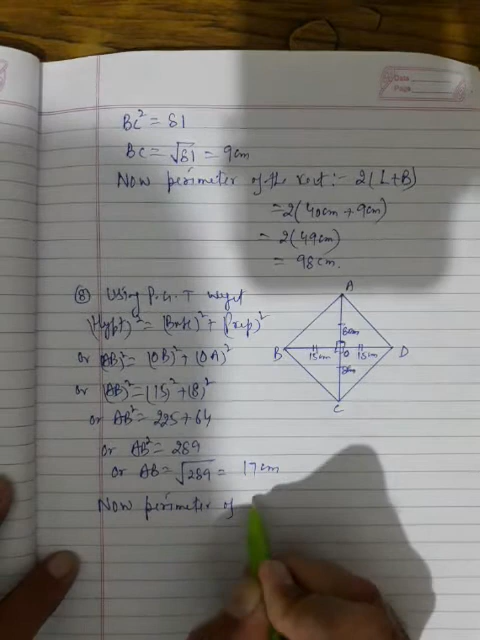 Date
Page
BC² = 81
BC = √81 = 9cm
Now perimeter of the rect :- 2(L+B)
= 2(40cm + 9cm)
= 2(49cm)
= 98cm.
(8) Using P.G.T we get
(Hypt)² = (Base)² + (Prep)²
or (AB)² = (OB)² + (OA)²
or (AB)² = (15)² + (8)²
or AB² = 225 + 64
or AB² = 289
or AB = √289 = 17cm
Now perimeter of
A
8cm
B 15cm O 15cm D
8cm
C